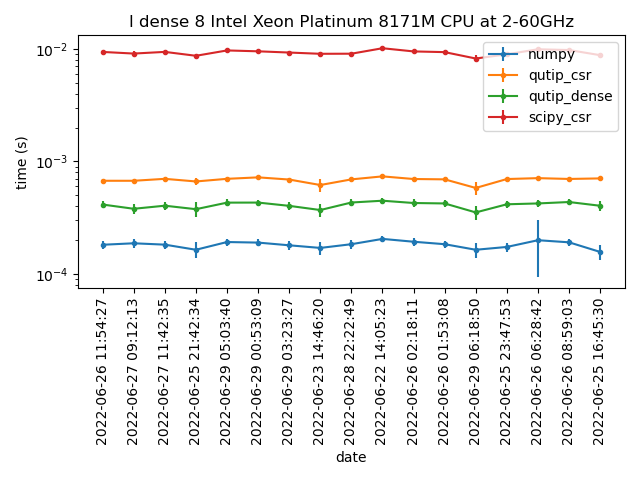 l dense 8 Intel Xeon Platinum 8171M CPU at 2-60GHz
10⁻²
10⁻³
10⁻⁴
time (s)
numpy
qutip_csr
qutip_dense
scipy_csr
2022-06-26 11:54:27
2022-06-27 09:12:13
2022-06-27 11:42:35
2022-06-25 21:42:34
2022-06-29 05:03:40
2022-06-29 00:53:09
2022-06-29 03:23:27
2022-06-23 14:46:20
2022-06-28 22:22:49
2022-06-22 14:05:23
2022-06-26 02:18:11
2022-06-26 01:53:08
2022-06-29 06:18:50
2022-06-25 23:47:53
2022-06-26 06:28:42
2022-06-26 08:59:03
2022-06-25 16:45:30
date